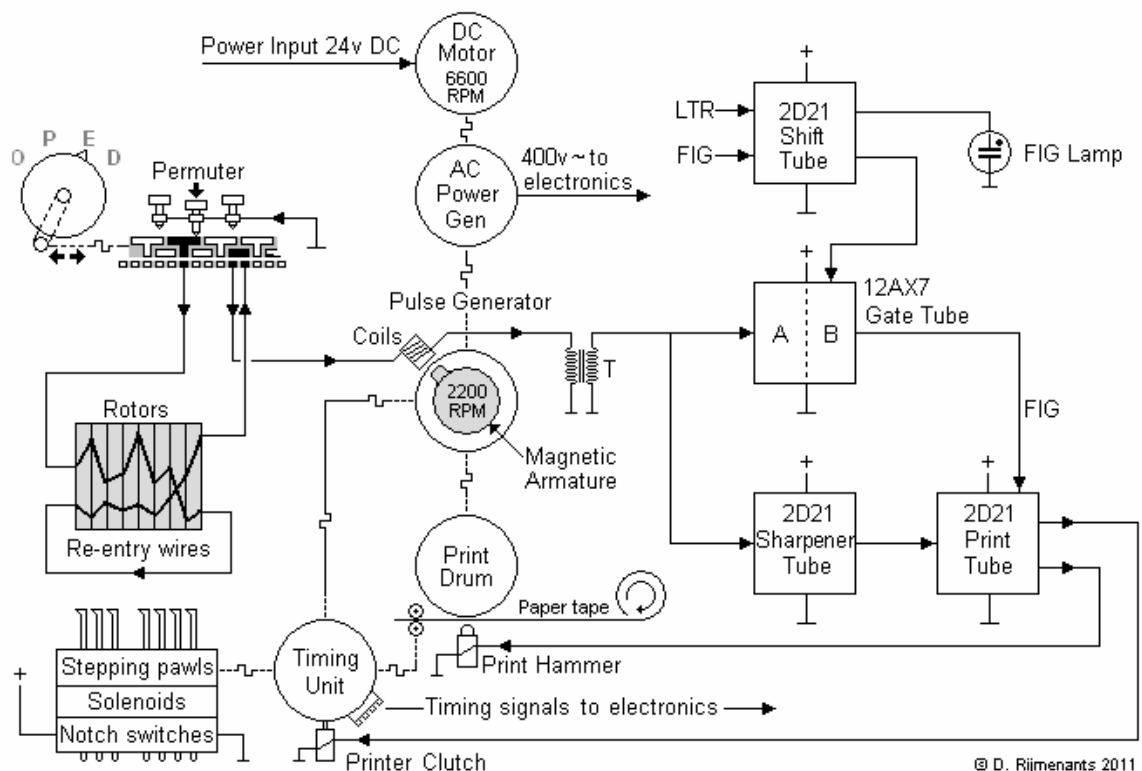 Power Input 24v DC
DC
Motor
6600
RPM
O P E D
Permuter
AC
Power
Gen
400v ~ to
electronics
LTR
FIG
2D21
Shift
Tube
FIG Lamp
+
Pulse Generator
Coils
2200
RPM
Magnetic
Armature
T
+
A B
12AX7
Gate Tube
FIG
Rotors
Re-entry wires
Print
Drum
Paper tape
Print Hammer
+
2D21
Sharpener
Tube
+
2D21
Print
Tube
+
Stepping pawls
Solenoids
Notch switches
Timing
Unit
Timing signals to electronics
Printer Clutch
© D. Rijmenants 2011